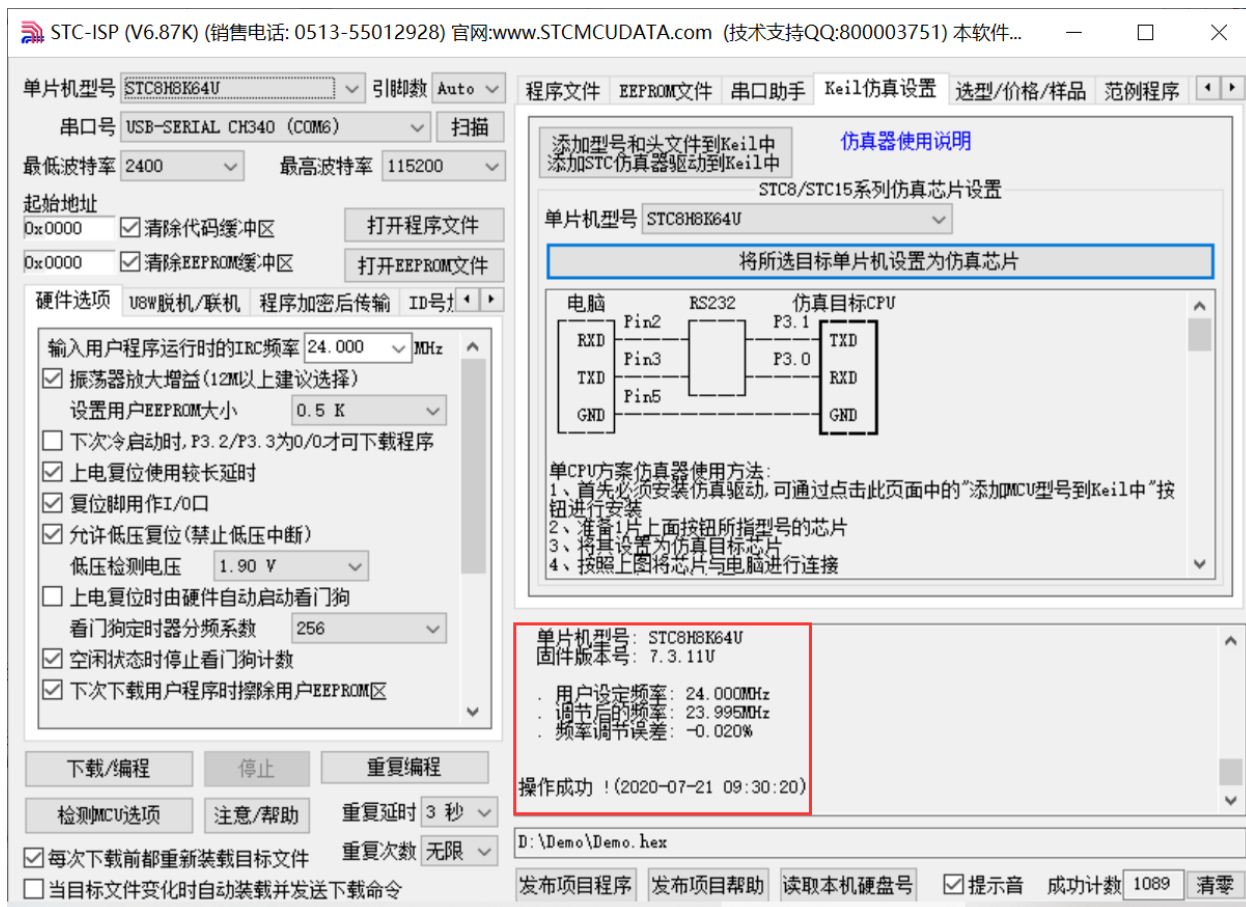 STC-ISP (V6.87K) (销售电话: 0513-55012928) 官网:www.STCMCUDATA.com (技术支持QQ:800003751) 本软件...
单片机型号 STC8H8K64U 引脚数 Auto
串口号 USB-SERIAL CH340 (COM6) 扫描
最低波特率 2400 最高波特率 115200
起始地址
0x0000 清除代码缓冲区 打开程序文件
0x0000 清除EEPROM缓冲区 打开EEPROM文件
硬件选项 U8W脱机/联机 程序加密后传输 ID号
输入用户程序运行时的IRC频率 24.000 MHz
振荡器放大增益(12M以上建议选择)
设置用户EEPROM大小 0.5 K
下次冷启动时,P3.2/P3.3为0/0才可下载程序
上电复位使用较长延时
复位脚用作I/O口
允许低压复位(禁止低压中断)
低压检测电压 1.90 V
上电复位时由硬件自动启动看门狗
看门狗定时器分频系数 256
空闲状态时停止看门狗计数
下次下载用户程序时擦除用户EEPROM区
下载/编程 停止 重复编程
检测MCU选项 注意/帮助 重复延时 3 秒
每次下载前都重新装载目标文件 重复次数 无限
当目标文件变化时自动装载并发送下载命令
程序文件 EEPROM文件 串口助手 Keil仿真设置 选型/价格/样品 范例程序
添加型号和头文件到Keil中
添加STC仿真器驱动到Keil中
仿真器使用说明
STC8/STC15系列仿真芯片设置
单片机型号 STC8H8K64U
将所选目标单片机设置为仿真芯片
电脑 RS232 仿真目标CPU
Pin2 P3.1
RXD TXD
Pin3 P3.0
TXD RXD
Pin5
GND GND
单CPU方案仿真器使用方法:
1、首先必须安装仿真驱动,可通过点击此页面中的"添加MCU型号到Keil中"按
钮进行安装
2、准备1片上面按钮所指型号的芯片
3、将其设置为仿真目标芯片
4、按照上图将芯片与电脑进行连接
单片机型号: STC8H8K64U
固件版本号: 7.3.11U
. 用户设定频率: 24.000MHz
. 调节后的频率: 23.995MHz
. 频率调节误差: -0.020%
操作成功 !(2020-07-21 09:30:20)
D:\Demo\Demo.hex
发布项目程序 发布项目帮助 读取本机硬盘号 提示音 成功计数 1089 清零